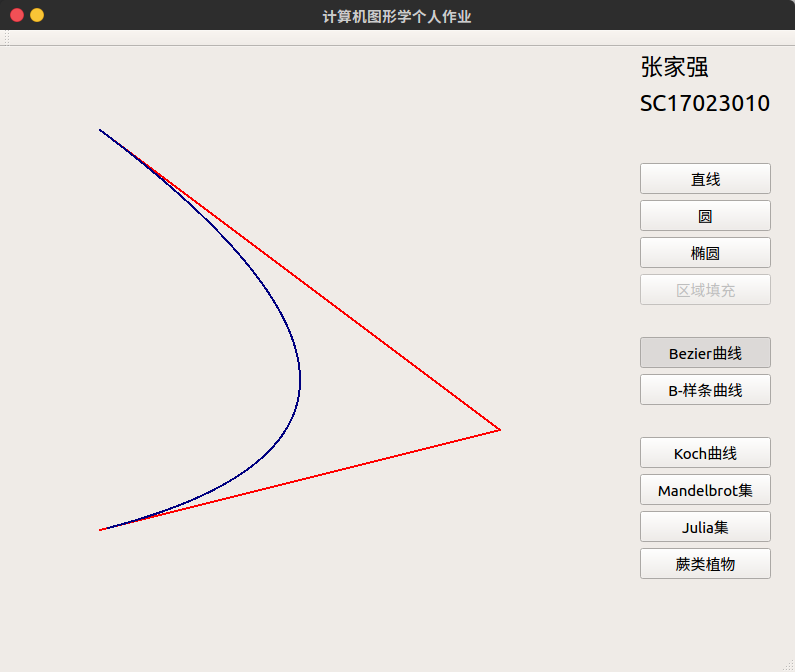 计算机图形学个人作业
张家强
SC17023010
直线
圆
椭圆
区域填充
Bezier曲线
B-样条曲线
Koch曲线
Mandelbrot集
Julia集
蕨类植物